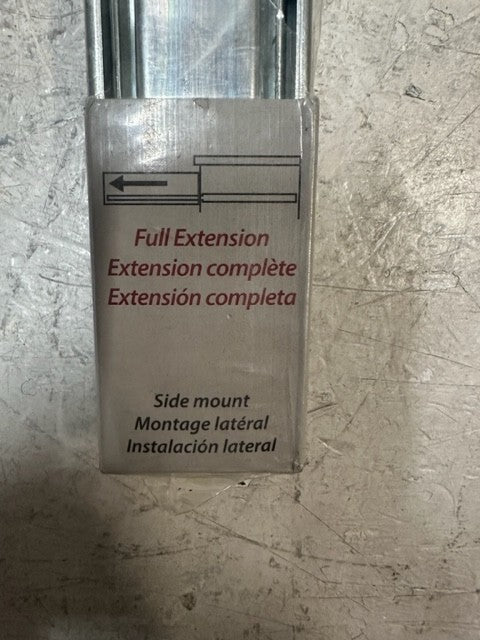 Full Extension
Extension complète
Extensión completa
Side mount
Montage latéral
Instalación lateral